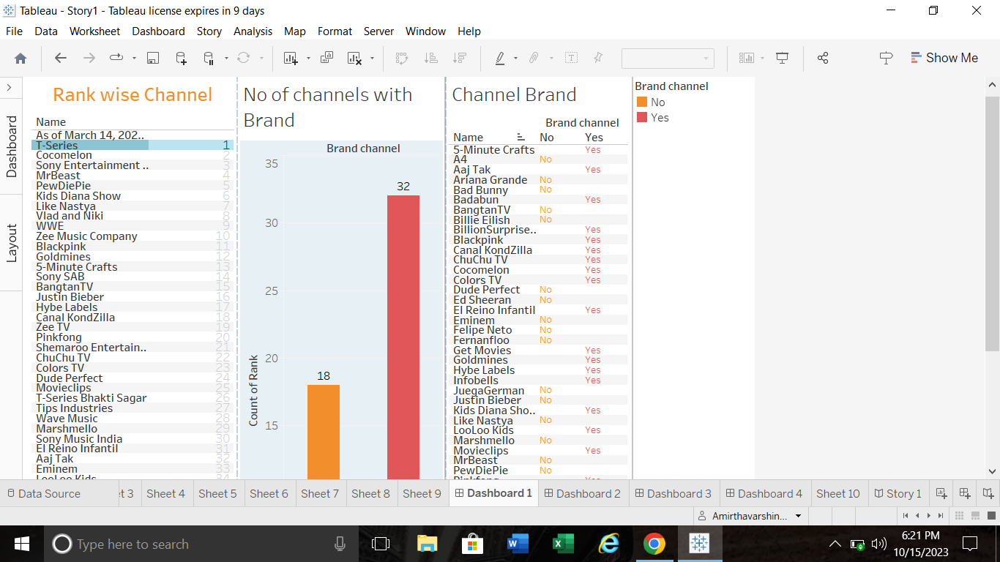 Tableau - Story1 - Tableau license expires in 9 days
File Data Worksheet Dashboard Story Analysis Map Format Server Window Help
Show Me
Dashboard
Layout
Rank wise Channel
Name
As of March 14, 202..
T-Series 1
Cocomelon 2
Sony Entertainment .. 3
MrBeast 4
PewDiePie 5
Kids Diana Show 6
Like Nastya 7
Vlad and Niki 8
WWE 9
Zee Music Company 10
Blackpink 11
Goldmines 12
5-Minute Crafts 13
Sony SAB 14
BangtanTV 15
Justin Bieber 16
Hybe Labels 17
Canal KondZilla 18
Zee TV 19
Pinkfong 20
Shemaroo Entertain.. 21
ChuChu TV 22
Colors TV 23
Dude Perfect 24
Movieclips 25
T-Series Bhakti Sagar 26
Tips Industries 27
Wave Music 28
Marshmello 29
Sony Music India 30
El Reino Infantil 31
Aaj Tak 32
Eminem 33
LooLoo Kids 34
No of channels with
Brand
Brand channel
35
32
30
25
20
18
15
Count of Rank
Channel Brand
Brand channel
Name No Yes
5-Minute Crafts Yes
A4 No
Aaj Tak Yes
Ariana Grande No
Bad Bunny No
Badabun Yes
BangtanTV No
Billie Eilish No
BillionSurprise.. Yes
Blackpink Yes
Canal KondZilla Yes
ChuChu TV Yes
Cocomelon Yes
Colors TV Yes
Dude Perfect No
Ed Sheeran No
El Reino Infantil Yes
Eminem No
Felipe Neto No
Fernanfloo No
Get Movies Yes
Goldmines Yes
Hybe Labels Yes
Infobells Yes
JuegaGerman No
Justin Bieber No
Kids Diana Sho.. Yes
Like Nastya No
LooLoo Kids Yes
Marshmello No
Movieclips Yes
MrBeast No
PewDiePie No
Pinkfong Yes
Brand channel
No
Yes
Data Source t 3 Sheet 4 Sheet 5 Sheet 6 Sheet 7 Sheet 8 Sheet 9 Dashboard 1 Dashboard 2 Dashboard 3 Dashboard 4 Sheet 10 Story 1
Amirthavarshin...
Type here to search
6:21 PM
10/15/2023